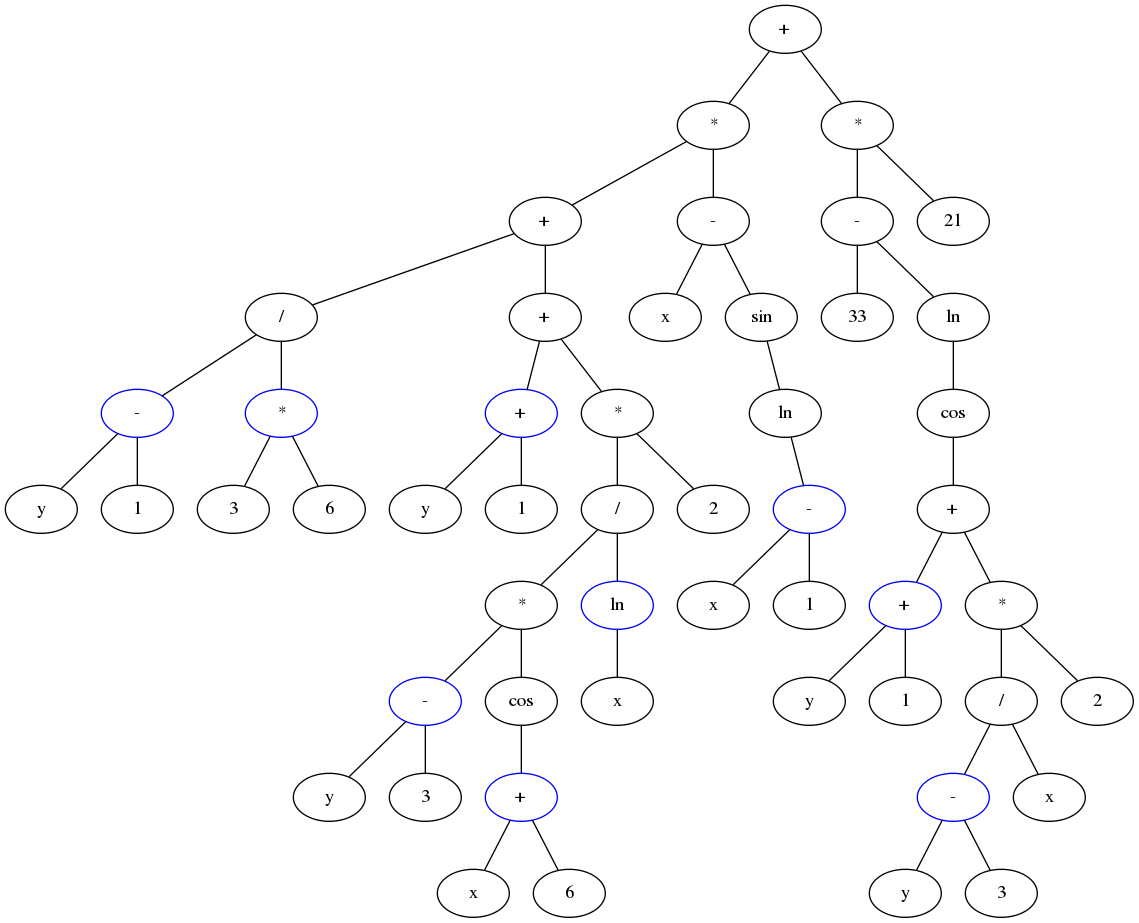 +
* *
+ - - 21
/ + x sin 33 ln
- * + * ln cos
y 1 3 6 y 1 / 2 - +
* ln x 1 + *
- cos x y 1 / 2
y 3 + - x
x 6 y 3